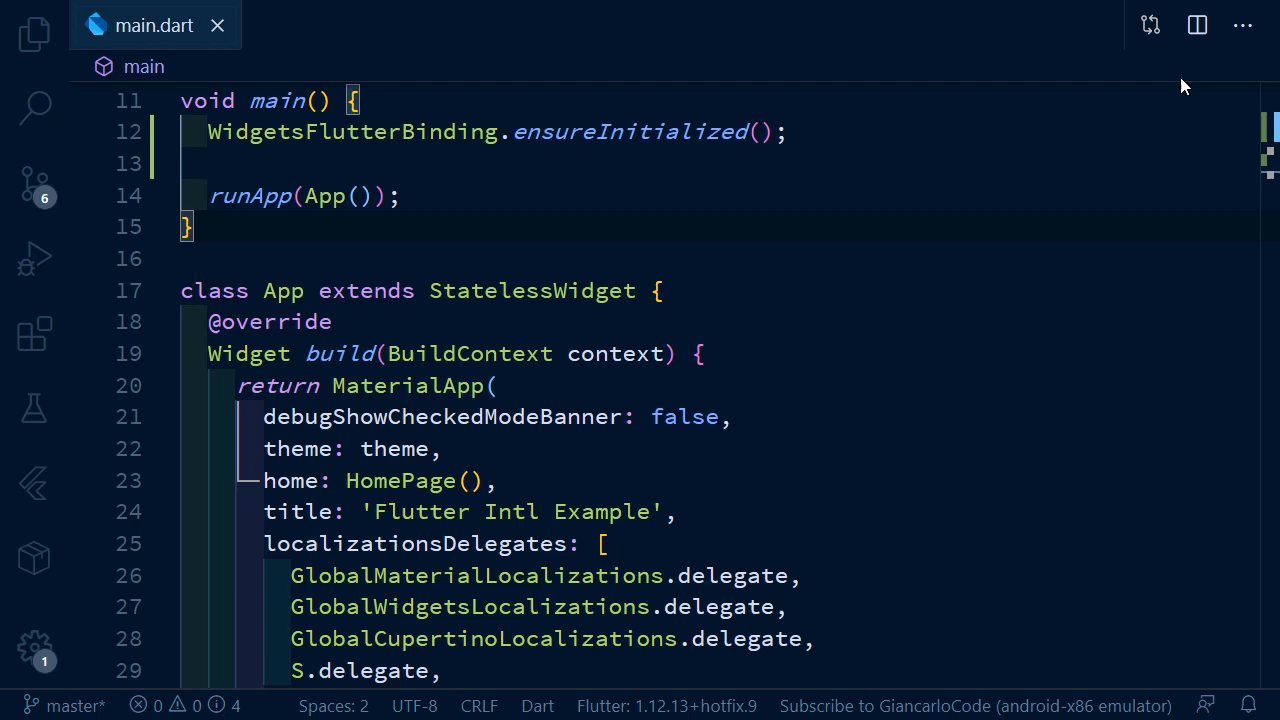 main.dart
main
11 void main() {
12 WidgetsFlutterBinding.ensureInitialized();
13
14 runApp(App());
15 }
16
17 class App extends StatelessWidget {
18 @override
19 Widget build(BuildContext context) {
20 return MaterialApp(
21 debugShowCheckedModeBanner: false,
22 theme: theme,
23 home: HomePage(),
24 title: 'Flutter Intl Example',
25 localizationsDelegates: [
26 GlobalMaterialLocalizations.delegate,
27 GlobalWidgetsLocalizations.delegate,
28 GlobalCupertinoLocalizations.delegate,
29 S.delegate,
6
1
master* 0 0 4 Spaces: 2 UTF-8 CRLF Dart Flutter: 1.12.13+hotfix.9 Subscribe to GiancarloCode (android-x86 emulator)